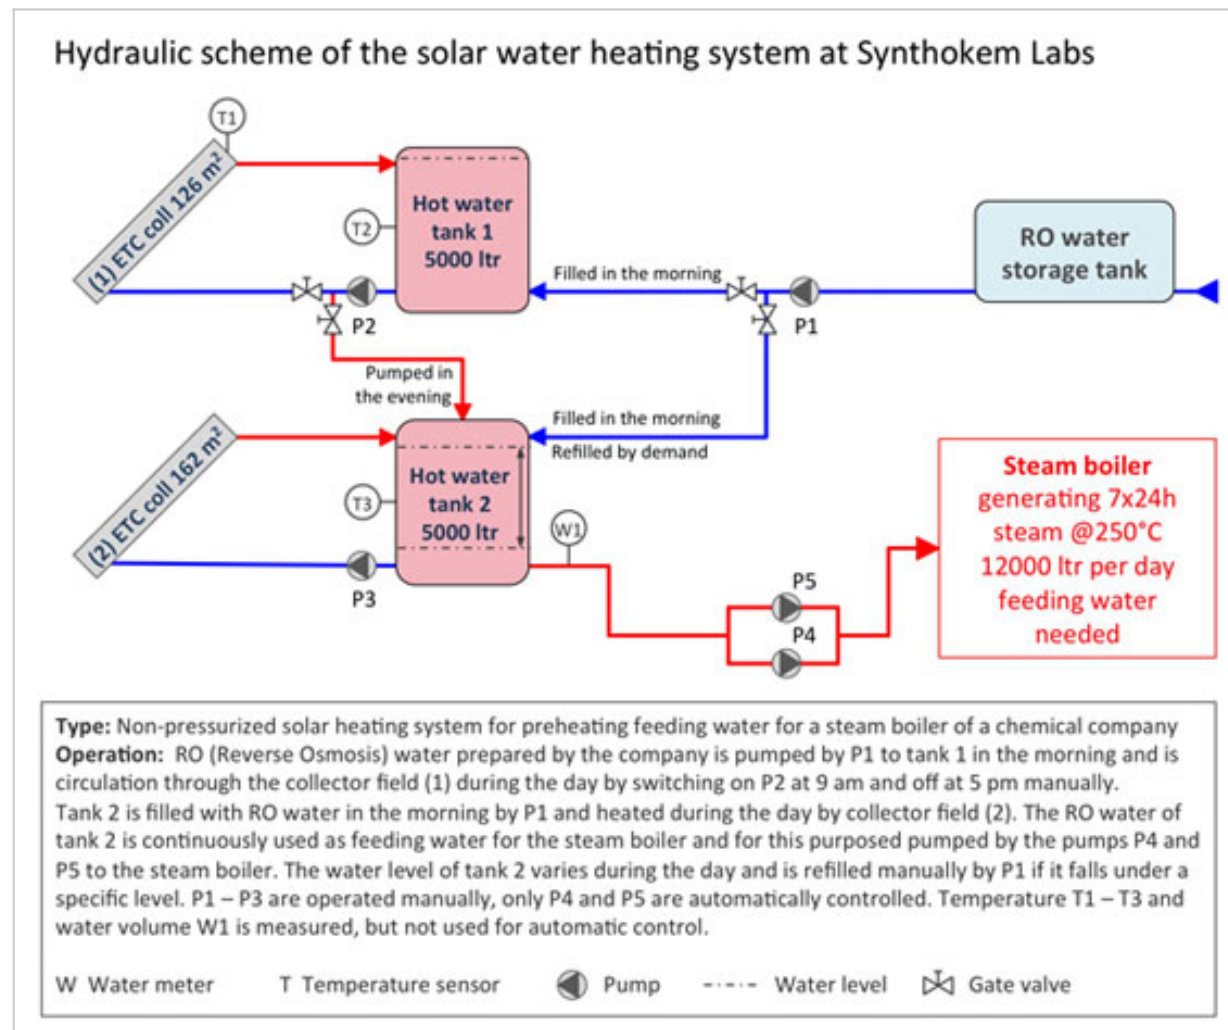 Hydraulic scheme of the solar water heating system at Synthokem Labs
T1
(1) ETC coll 126 m²
Hot water
tank 1
5000 ltr
T2
RO water
storage tank
Filled in the morning
P2
P1
Pumped in
the evening
Filled in the morning
Refilled by demand
(2) ETC coll 162 m²
Hot water
tank 2
5000 ltr
T3
W1
P3
P5
P4
Steam boiler
generating 7x24h
steam @250°C
12000 ltr per day
feeding water
needed
Type: Non-pressurized solar heating system for preheating feeding water for a steam boiler of a chemical company
Operation: RO (Reverse Osmosis) water prepared by the company is pumped by P1 to tank 1 in the morning and is
circulation through the collector field (1) during the day by switching on P2 at 9 am and off at 5 pm manually.
Tank 2 is filled with RO water in the morning by P1 and heated during the day by collector field (2). The RO water of
tank 2 is continuously used as feeding water for the steam boiler and for this purposed pumped by the pumps P4 and
P5 to the steam boiler. The water level of tank 2 varies during the day and is refilled manually by P1 if it falls under a
specific level. P1 – P3 are operated manually, only P4 and P5 are automatically controlled. Temperature T1 – T3 and
water volume W1 is measured, but not used for automatic control.
W Water meter T Temperature sensor Pump Water level Gate valve